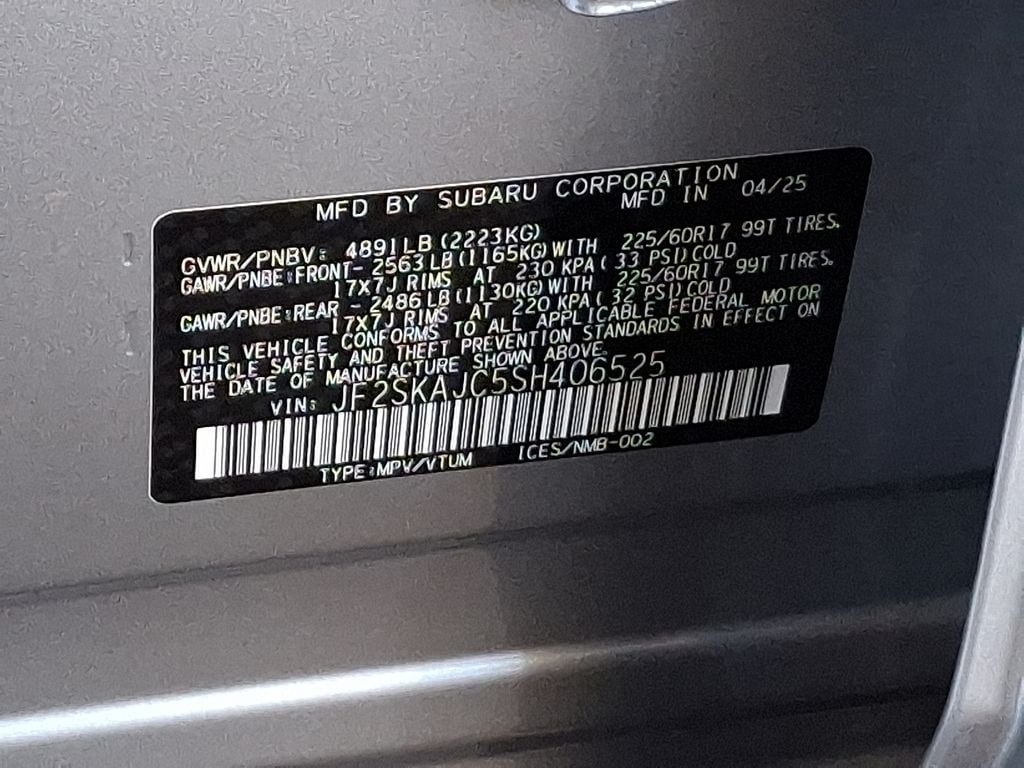 MFD BY SUBARU CORPORATION
MFD IN 04/25
GVWR/PNBV: 4891LB(2223KG)
GAWR/PNBE:FRONT- 2563LB(1165KG)WITH 225/60R17 99T TIRES,
17X7J RIMS AT 230 KPA( 33 PSI)COLD
GAWR/PNBE:REAR - 2486LB(1130KG)WITH 225/60R17 99T TIRES,
17X7J RIMS AT 220 KPA( 32 PSI)COLD
THIS VEHICLE CONFORMS TO ALL APPLICABLE FEDERAL MOTOR
VEHICLE SAFETY AND THEFT PREVENTION STANDARDS IN EFFECT ON
THE DATE OF MANUFACTURE SHOWN ABOVE.
VIN: JF2SKAJC5SH406525
TYPE:MPV/VTUM ICES/NMB-002